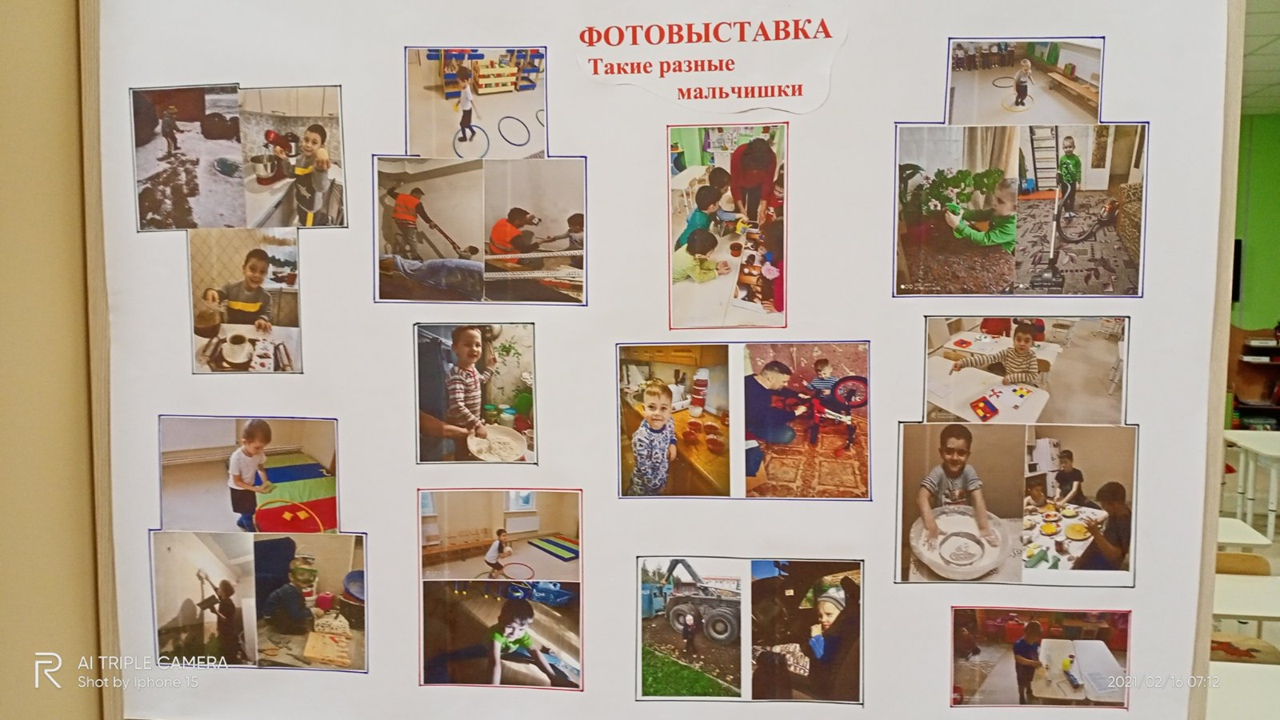 ФОТОВЫСТАВКА
Такие разные
мальчишки
AI TRIPLE CAMERA
Shot by Iphone 15
2021/02/16 07:12